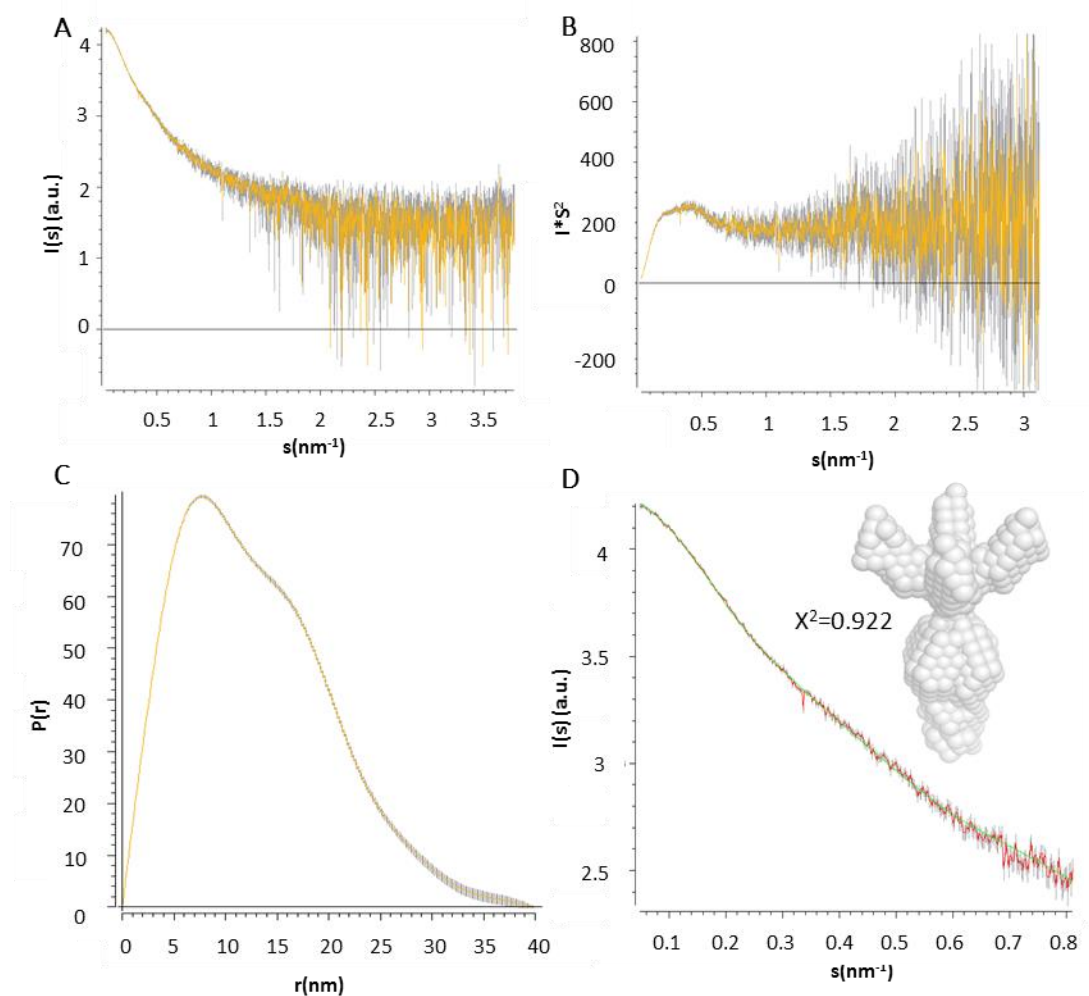 A
I(s) (a.u.)
4
3
2
1
0
0.5 1 1.5 2 2.5 3 3.5
s(nm⁻¹)
B
I*S²
800
600
400
200
0
-200
0.5 1 1.5 2 2.5 3
s(nm⁻¹)
C
P(r)
70
60
50
40
30
20
10
0
0 5 10 15 20 25 30 35 40
r(nm)
D
I(s) (a.u.)
4
3.5
3
2.5
X²=0.922
0.1 0.2 0.3 0.4 0.5 0.6 0.7 0.8
s(nm⁻¹)